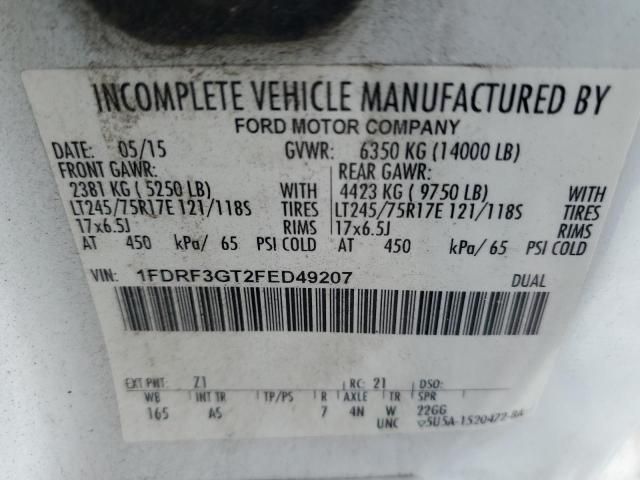 INCOMPLETE VEHICLE MANUFACTURED BY
FORD MOTOR COMPANY
DATE: 05/15 GVWR: 6350 KG (14000 LB)
FRONT GAWR: REAR GAWR:
2381 KG ( 5250 LB) WITH 4423 KG ( 9750 LB) WITH
LT245/75R17E 121/118S TIRES LT245/75R17E 121/118S TIRES
17x6.5J RIMS 17x6.5J RIMS
AT 450 kPa/ 65 PSI COLD AT 450 kPa/ 65 PSI COLD
VIN: 1FDRF3GT2FED49207 DUAL
EXT PNT: Z1 RC: 21 DSO:
WB INT TR TP/PS R AXLE TR SPR
165 AS 7 4N W 22GG
UNC 5U5A-1520472-BA